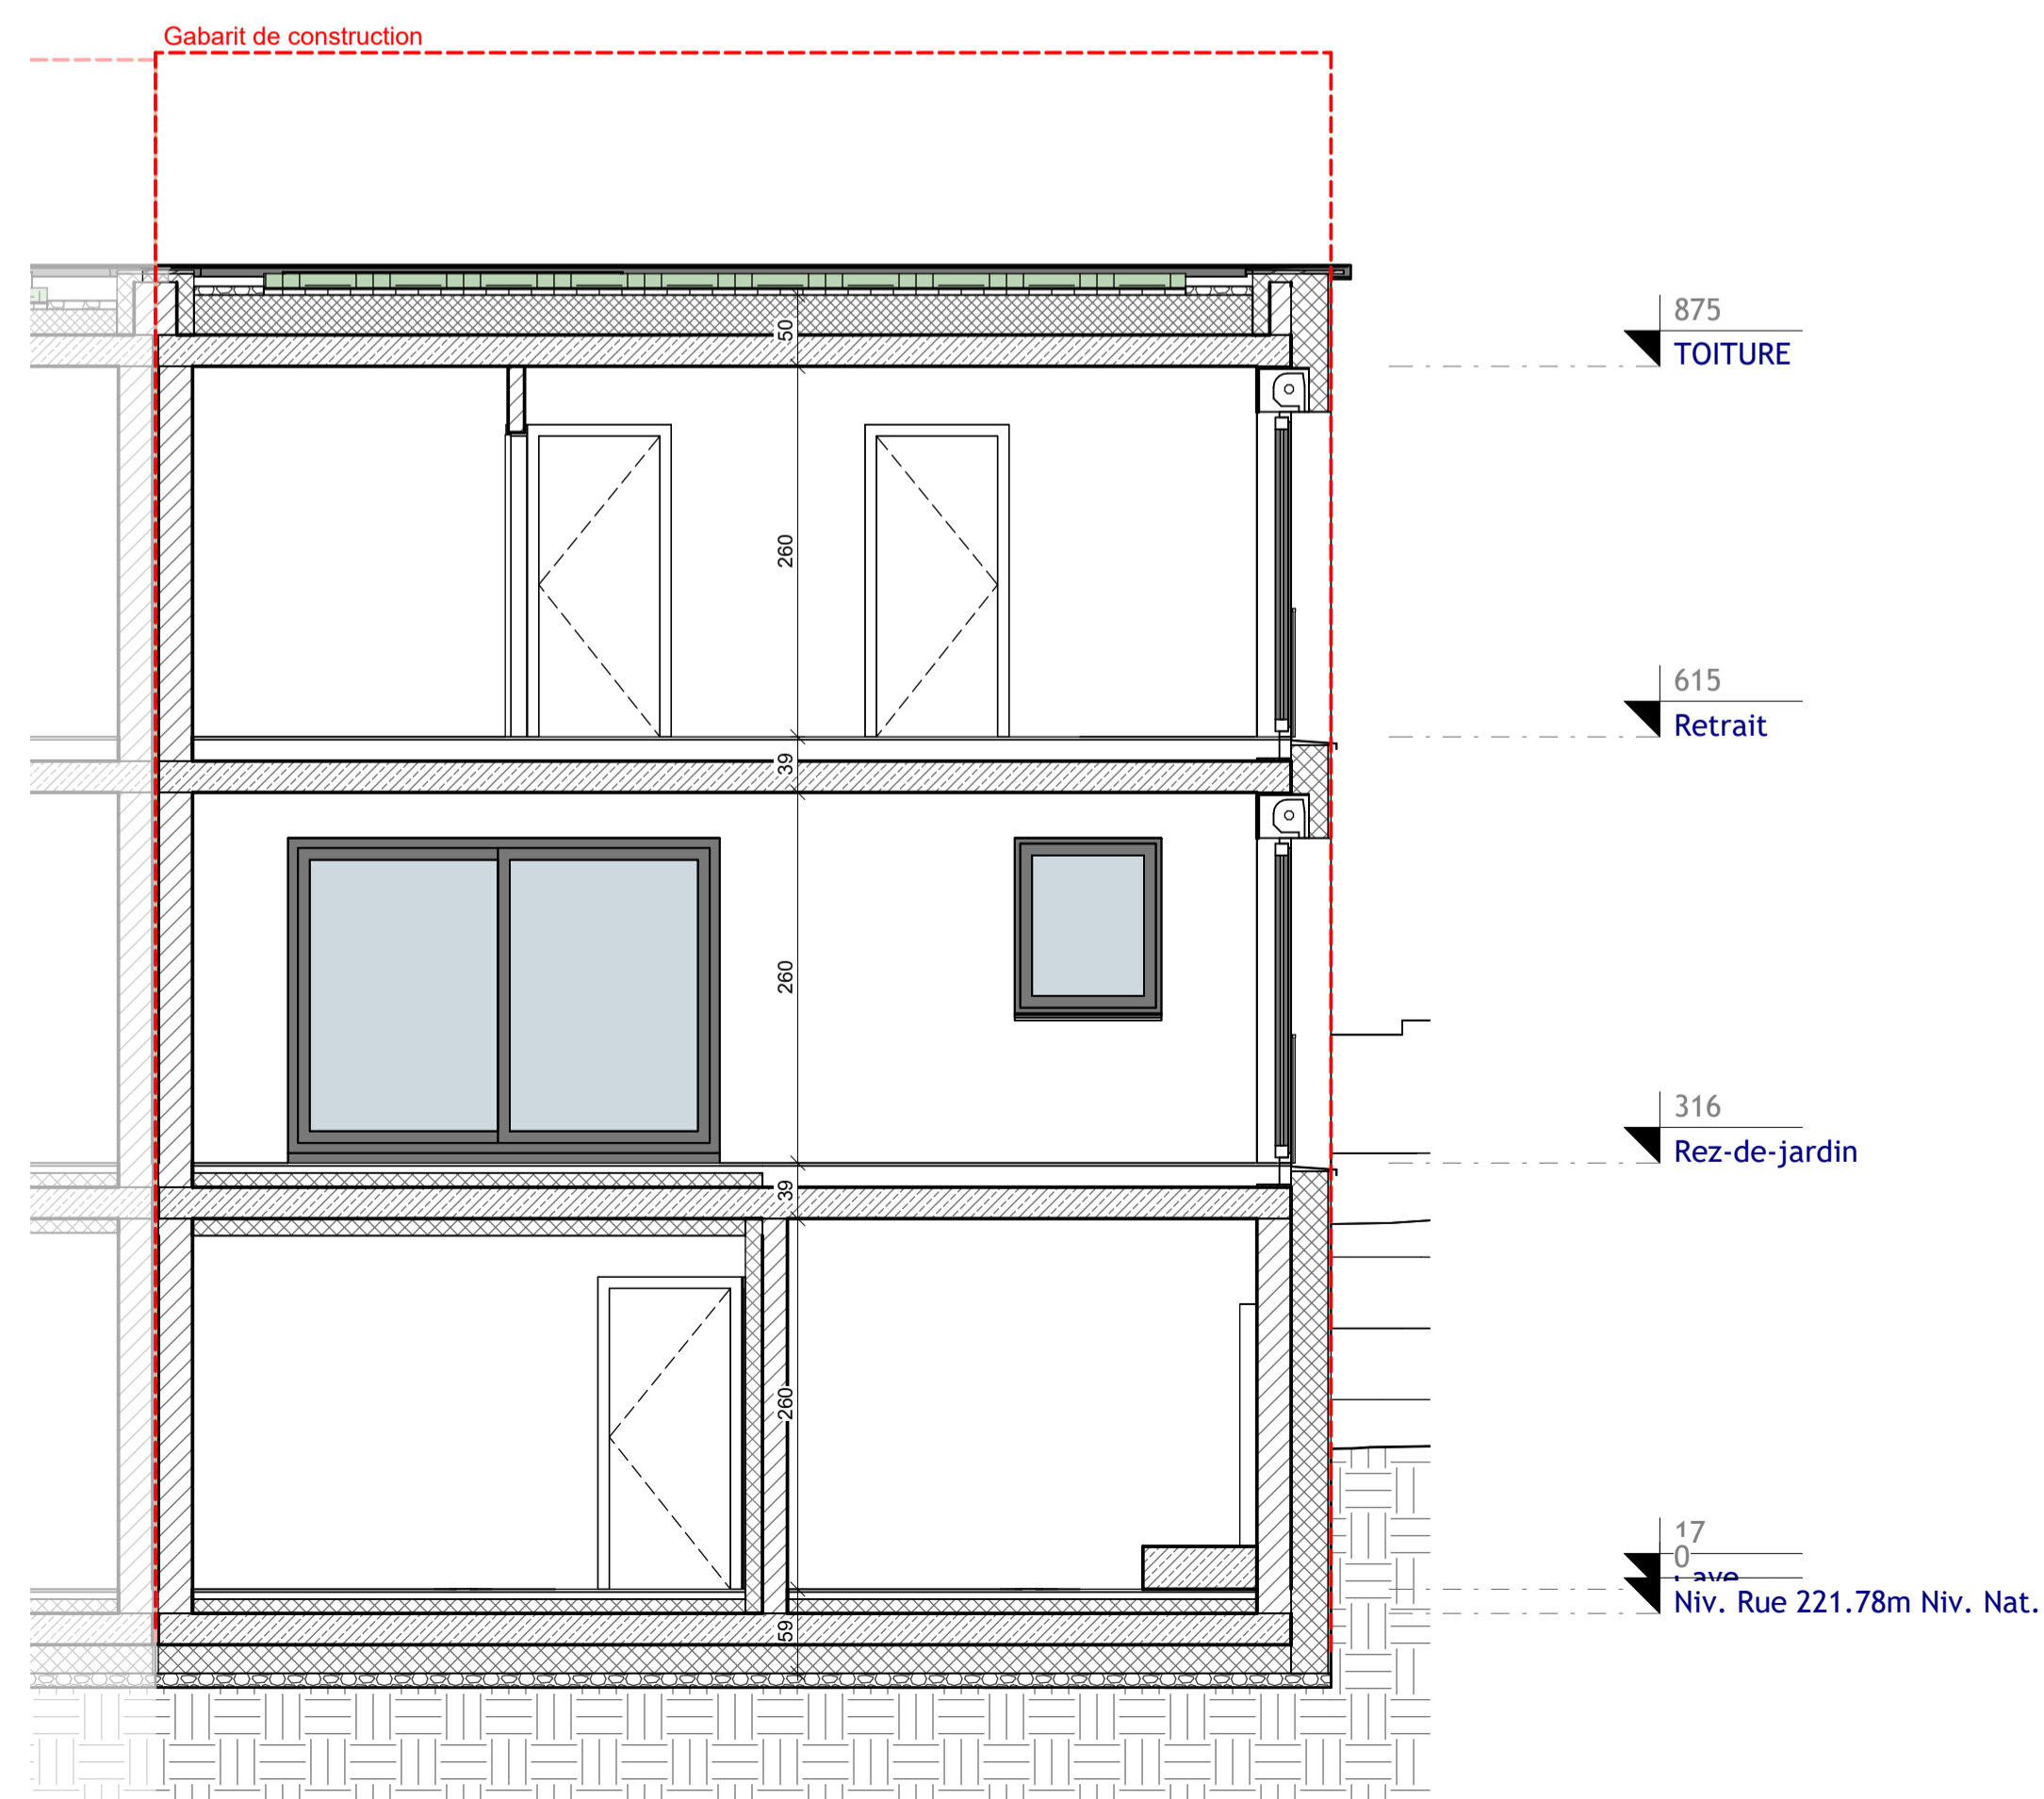 Gabarit de construction
875
TOITURE
50
260
615
Retrait
39
260
316
Rez-de-jardin
39
260
17
0
Niv. Rue 221.78m Niv. Nat.
59